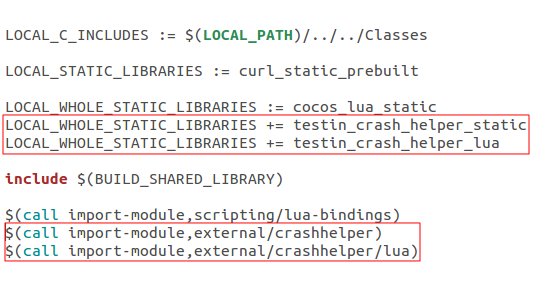 LOCAL_C_INCLUDES := $(LOCAL_PATH)/../../Classes
LOCAL_STATIC_LIBRARIES := curl_static_prebuilt
LOCAL_WHOLE_STATIC_LIBRARIES := cocos_lua_static
LOCAL_WHOLE_STATIC_LIBRARIES += testin_crash_helper_static
LOCAL_WHOLE_STATIC_LIBRARIES += testin_crash_helper_lua
include $(BUILD_SHARED_LIBRARY)
$(call import-module,scripting/lua-bindings)
$(call import-module,external/crashhelper)
$(call import-module,external/crashhelper/lua)